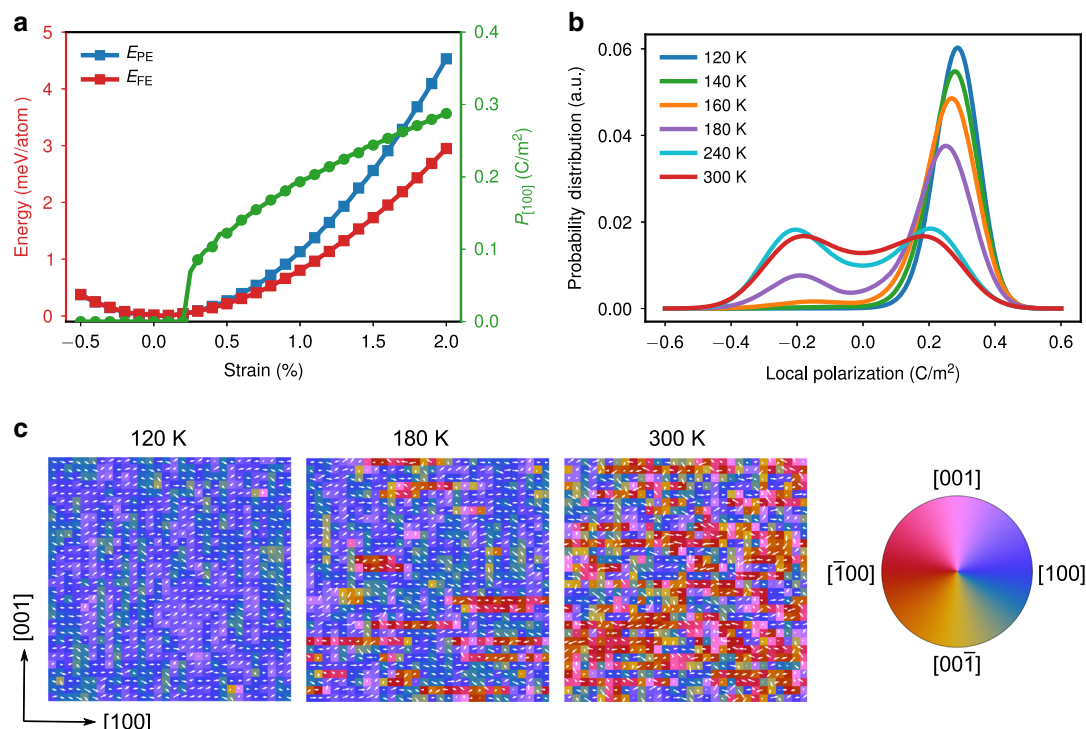 a
5
4
3
2
1
0
Energy (meV/atom )
E_PE
E_FE
0.4
0.3
0.2
0.1
0.0
P_[100] (C/m²)
−0.5 0.0 0.5 1.0 1.5 2.0
Strain (%)
b
0.06
0.04
0.02
0.00
Probability distribution (a.u.)
120 K
140 K
160 K
180 K
240 K
300 K
−0.6 −0.4 −0.2 0.0 0.2 0.4 0.6
Local polarization (C/m²)
c
120 K 180 K 300 K
[001]
[100]
[001]
[1̄00] [100]
[001̄]